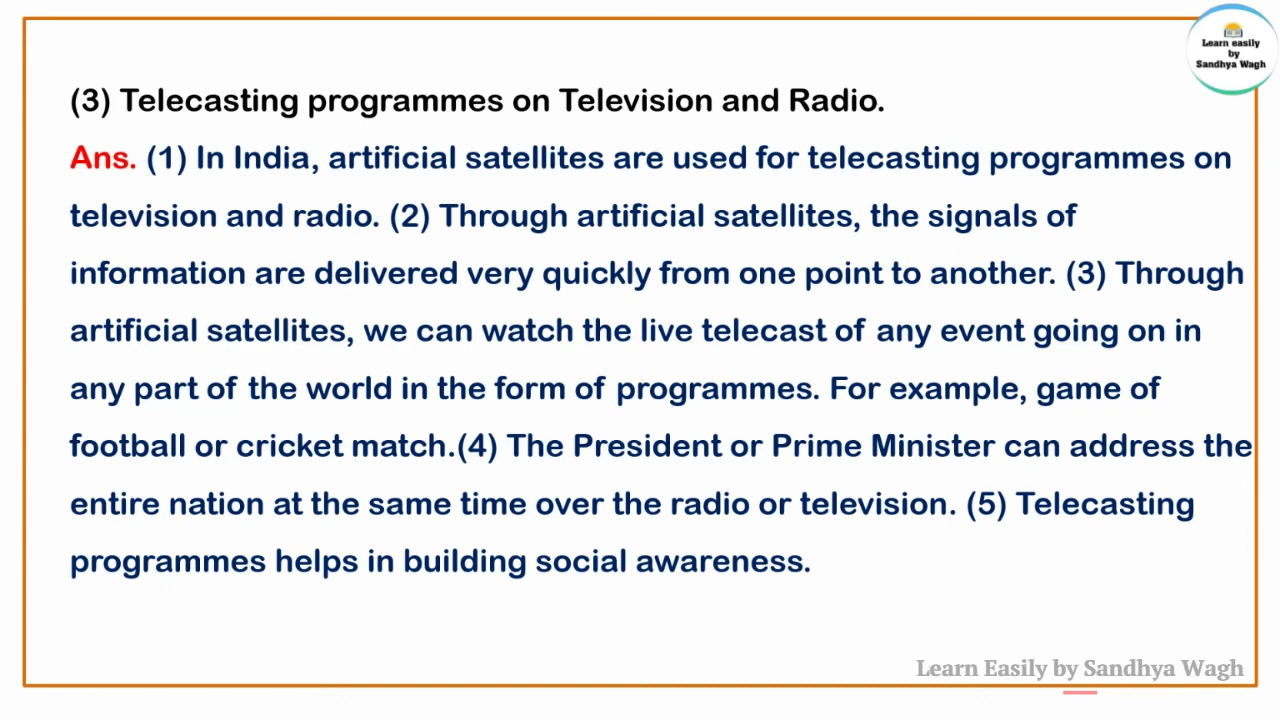 Learn easily
by
Sandhya Wagh
(3) Telecasting programmes on Television and Radio.
Ans. (1) In India, artificial satellites are used for telecasting programmes on
television and radio. (2) Through artificial satellites, the signals of
information are delivered very quickly from one point to another. (3) Through
artificial satellites, we can watch the live telecast of any event going on in
any part of the world in the form of programmes. For example, game of
football or cricket match.(4) The President or Prime Minister can address the
entire nation at the same time over the radio or television. (5) Telecasting
programmes helps in building social awareness.
Learn Easily by Sandhya Wagh